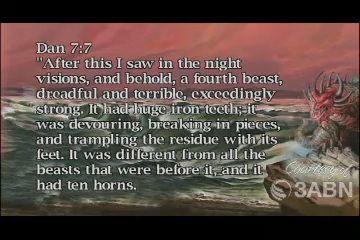 Dan 7:7
"After this I saw in the night
visions, and behold, a fourth beast,
dreadful and terrible, exceedingly
strong. It had huge iron teeth; it
was devouring, breaking in pieces,
and trampling the residue with its
feet. It was different from all the
beasts that were before it, and it
had ten horns.
Courtesy of
3ABN